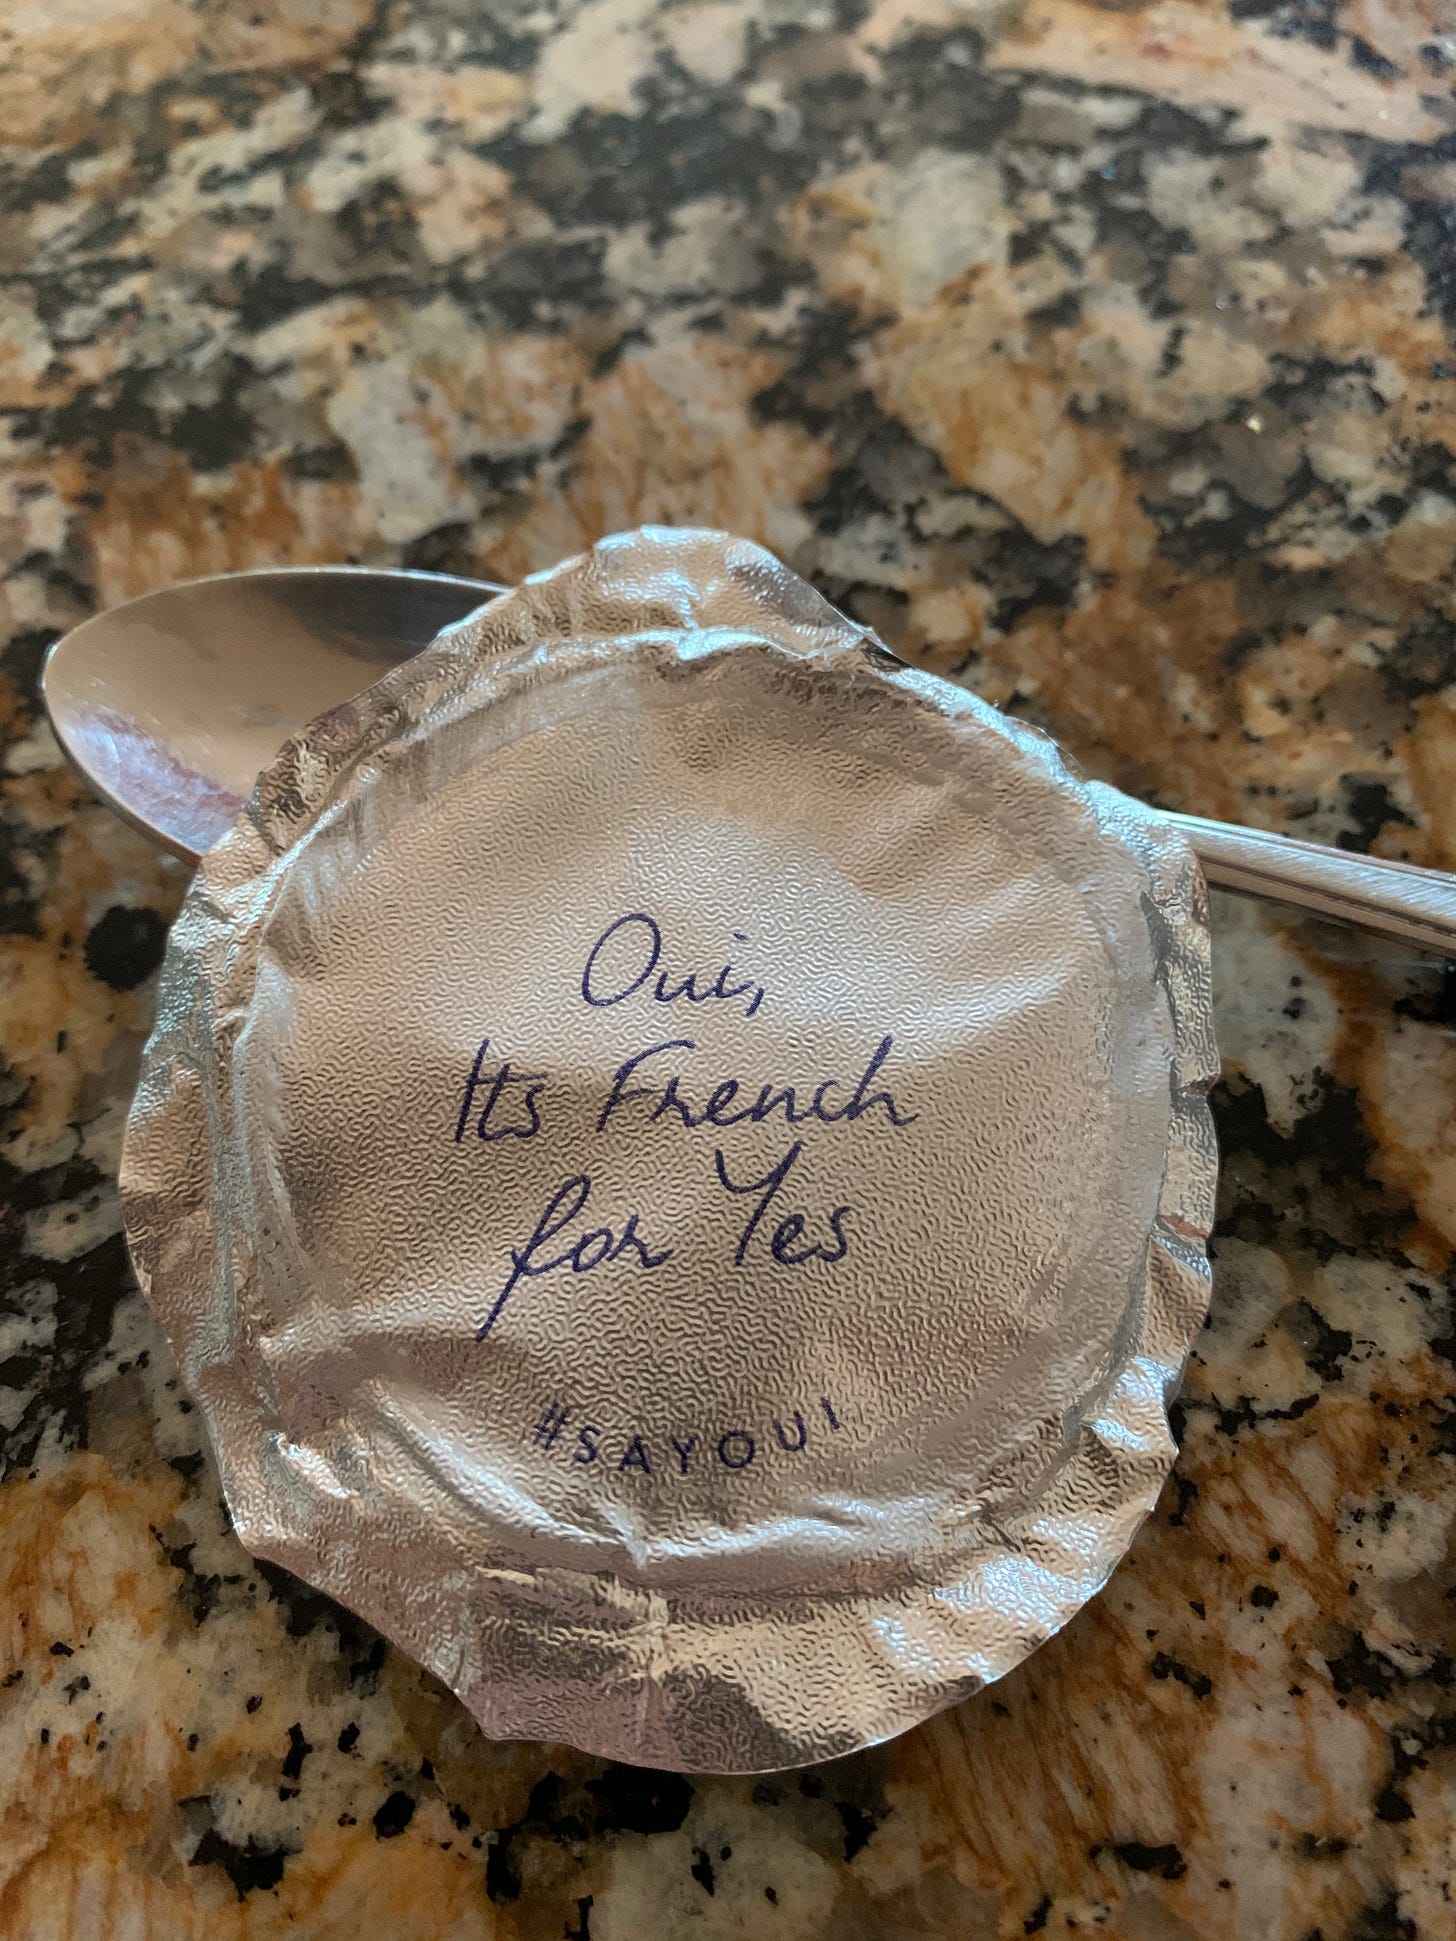 Oui,
Its French
for Yes
#SAYOUI